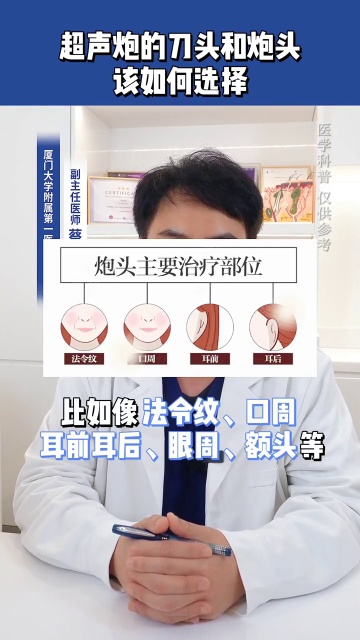 超声炮的刀头和炮头
该如何选择
医学科普 仅供参考
厦门大学附属第一医
副主任医师 蔡
炮头主要治疗部位
法令纹
口周
耳前
耳后
比如像法令纹、口周
耳前耳后、眼周、额头等